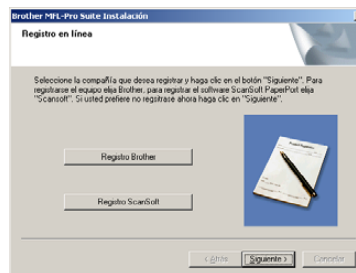 Brother MFL-Pro Suite Instalación
Registro en línea
Seleccione la compañía que desea registrar y haga clic en el botón "Siguiente". Para
registrarse el equipo elija Brother, para registrar el software ScanSoft PaperPort elija
"Scansoft". Si usted prefiere no regsitrase ahora haga clic en "Siguiente".
Registro Brother
Registro ScanSoft
< Atrás
Siguiente >
Cancelar